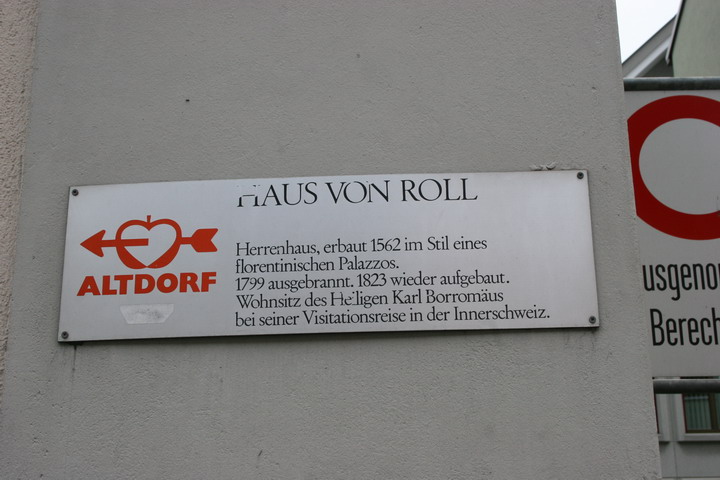 HAUS VON ROLL
Herrenhaus, erbaut 1562 im Stil eines
florentinischen Palazzos.
1799 ausgebrannt. 1823 wieder aufgebaut.
Wohnsitz des Heiligen Karl Borromäus
bei seiner Visitationsreise in der Innerschweiz.
ALTDORF
usgeno
Berech